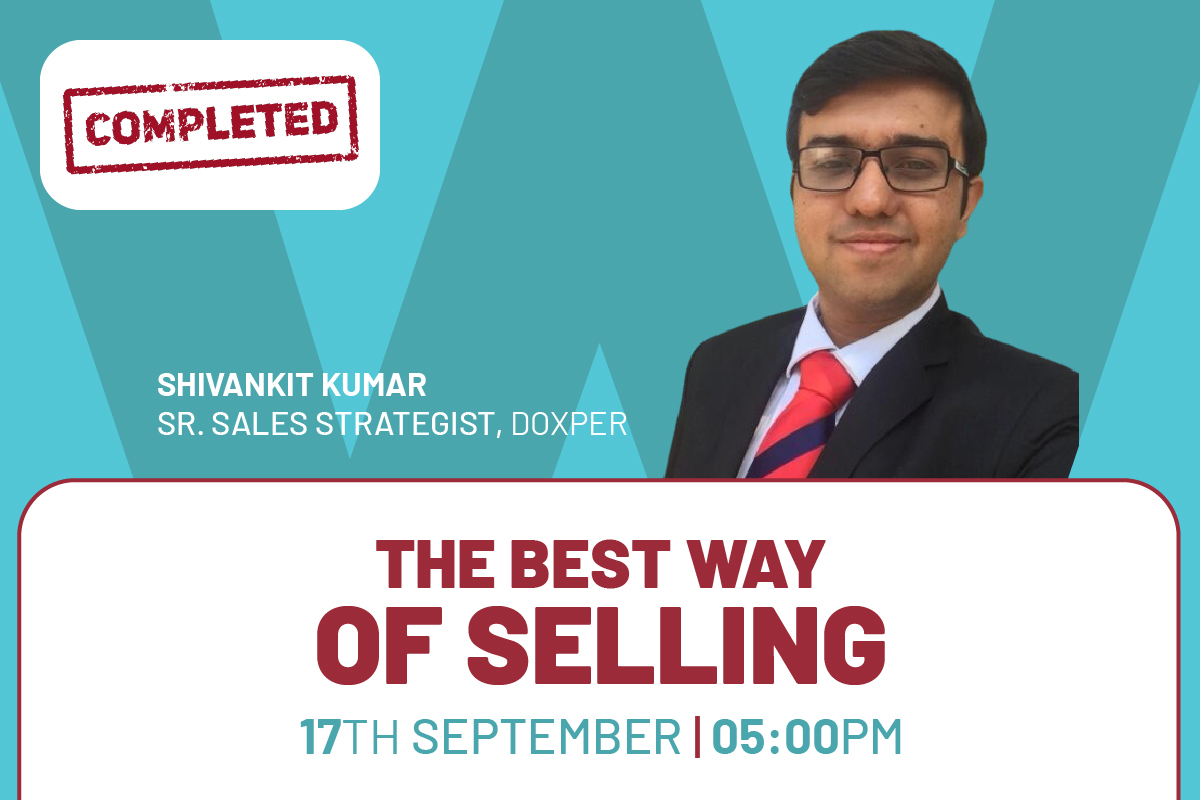 COMPLETED
SHIVANKIT KUMAR
SR. SALES STRATEGIST, DOXPER
THE BEST WAY
OF SELLING
17TH SEPTEMBER | 05:00PM